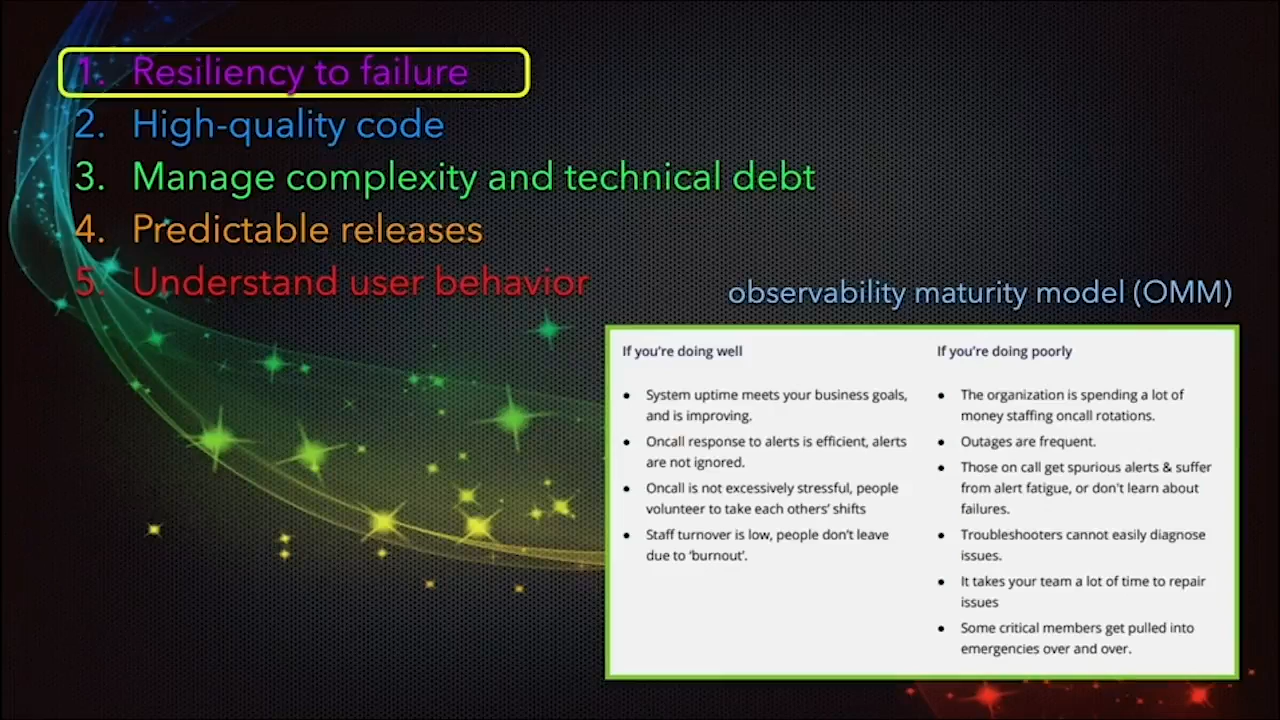 1. Resiliency to failure
2. High-quality code
3. Manage complexity and technical debt
4. Predictable releases
5. Understand user behavior
observability maturity model (OMM)
If you're doing well
● System uptime meets your business goals,
and is improving.
● Oncall response to alerts is efficient, alerts
are not ignored.
● Oncall is not excessively stressful, people
volunteer to take each others' shifts
● Staff turnover is low, people don't leave
due to 'burnout'.
If you're doing poorly
● The organization is spending a lot of
money staffing oncall rotations.
● Outages are frequent.
● Those on call get spurious alerts & suffer
from alert fatigue, or don't learn about
failures.
● Troubleshooters cannot easily diagnose
issues.
● It takes your team a lot of time to repair
issues
● Some critical members get pulled into
emergencies over and over.